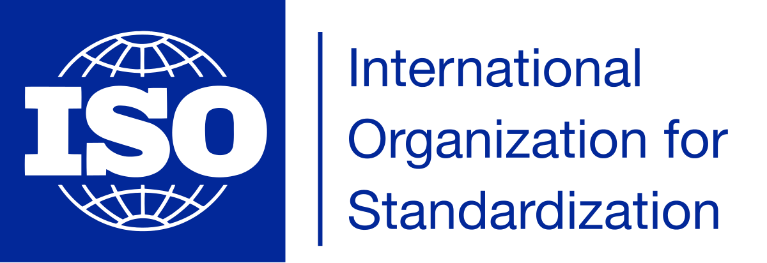 ISO
International
Organization for
Standardization